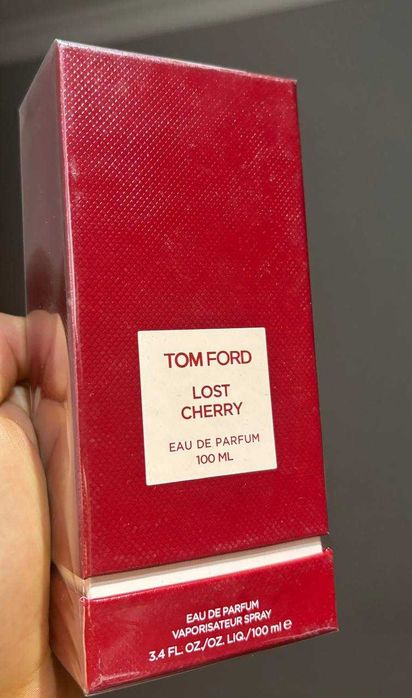 TOM FORD
LOST
CHERRY
EAU DE PARFUM
100 ML
EAU DE PARFUM
VAPORISATEUR SPRAY
3.4 FL. OZ./OZ. LIQ./100 ml ℮